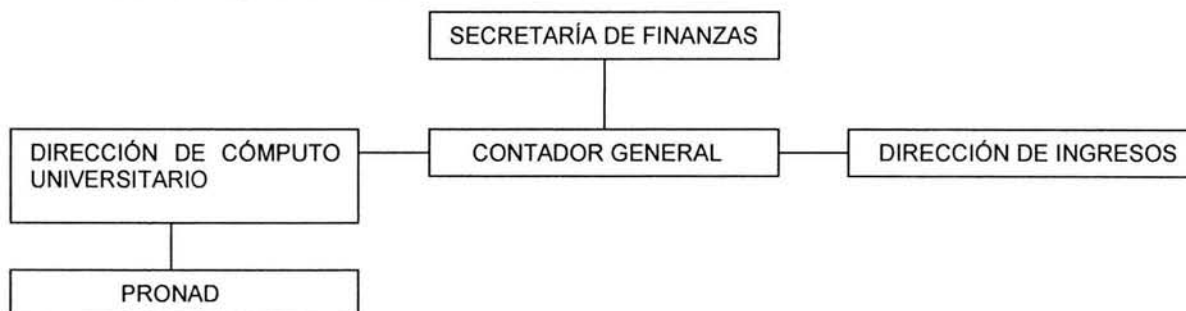 SECRETARÍA DE FINANZAS
DIRECCIÓN DE CÓMPUTO
UNIVERSITARIO
CONTADOR GENERAL
DIRECCIÓN DE INGRESOS
PRONAD